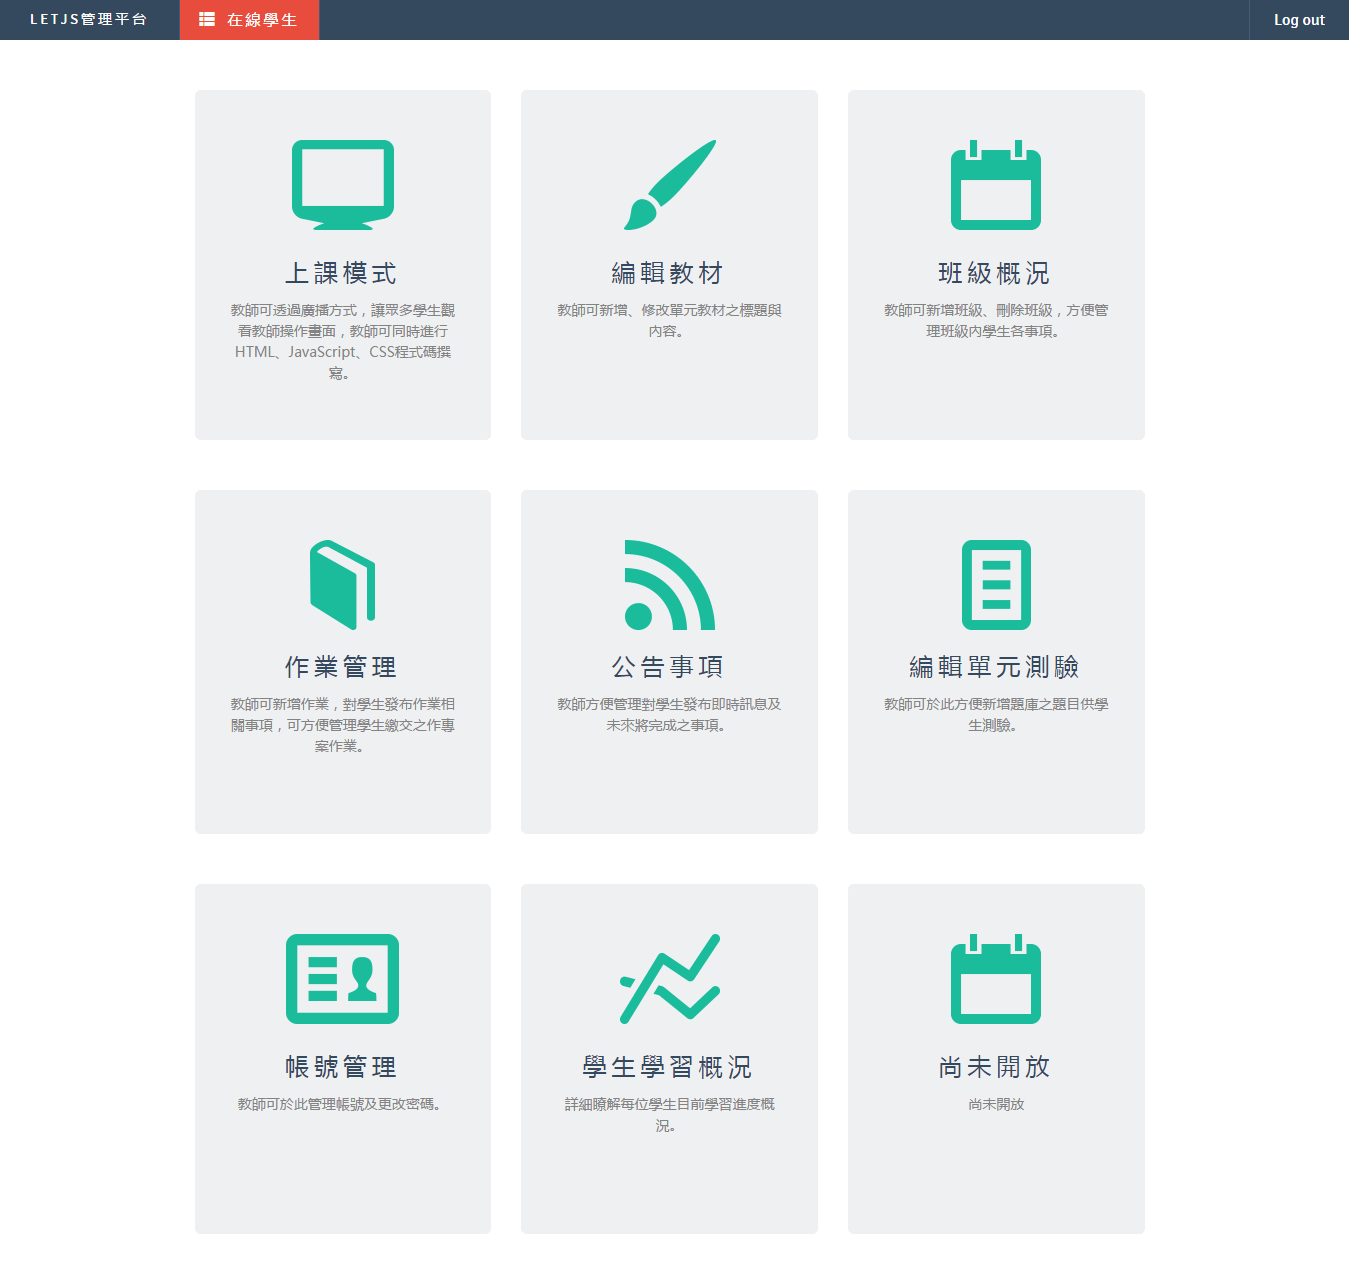 LETJS管理平台
在線學生
Log out
上課模式
教師可透過廣播方式，讓眾多學生觀
看教師操作畫面，教師可同時進行
HTML、JavaScript、CSS程式碼撰
寫。
編輯教材
教師可新增、修改單元教材之標題與
內容。
班級概況
教師可新增班級、刪除班級，方便管
理班級內學生各事項。
作業管理
教師可新增作業，對學生發布作業相
關事項，可方便管理學生繳交之作專
案作業。
公告事項
教師方便管理對學生發布即時訊息及
未來將完成之事項。
編輯單元測驗
教師可於此方便新增題庫之題目供學
生測驗。
帳號管理
教師可於此管理帳號及更改密碼。
學生學習概況
詳細瞭解每位學生目前學習進度概
況。
尚未開放
尚未開放